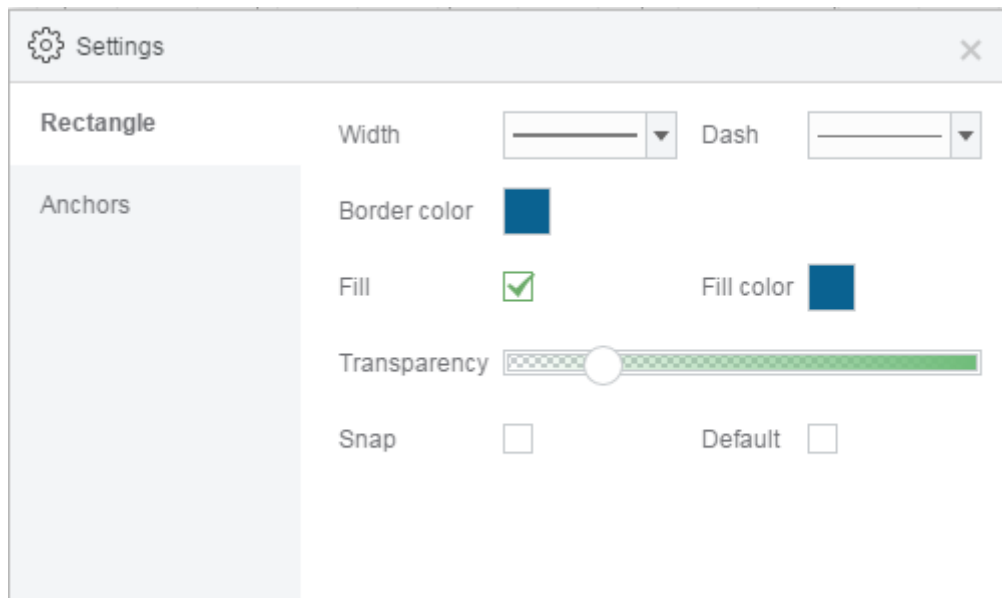 Settings
Rectangle
Width Dash
Anchors
Border color
Fill Fill color
Transparency
Snap Default